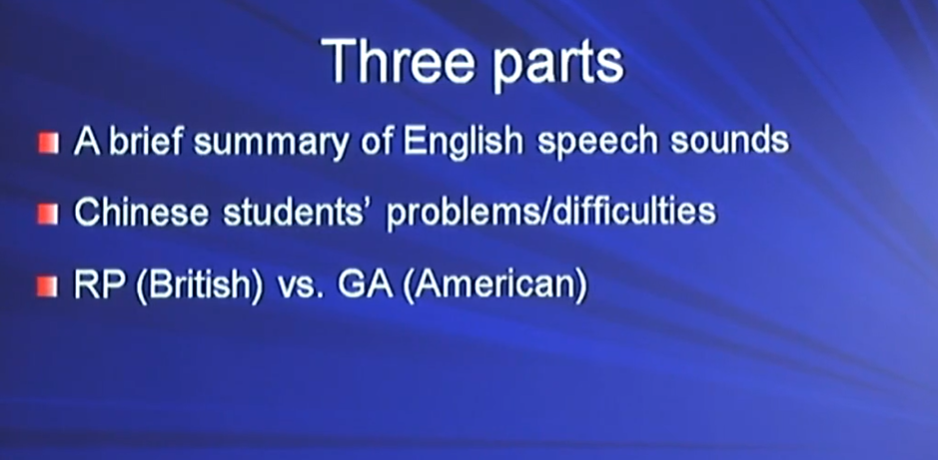 Three parts
A brief summary of English speech sounds
Chinese students' problems/difficulties
RP (British) vs. GA (American)